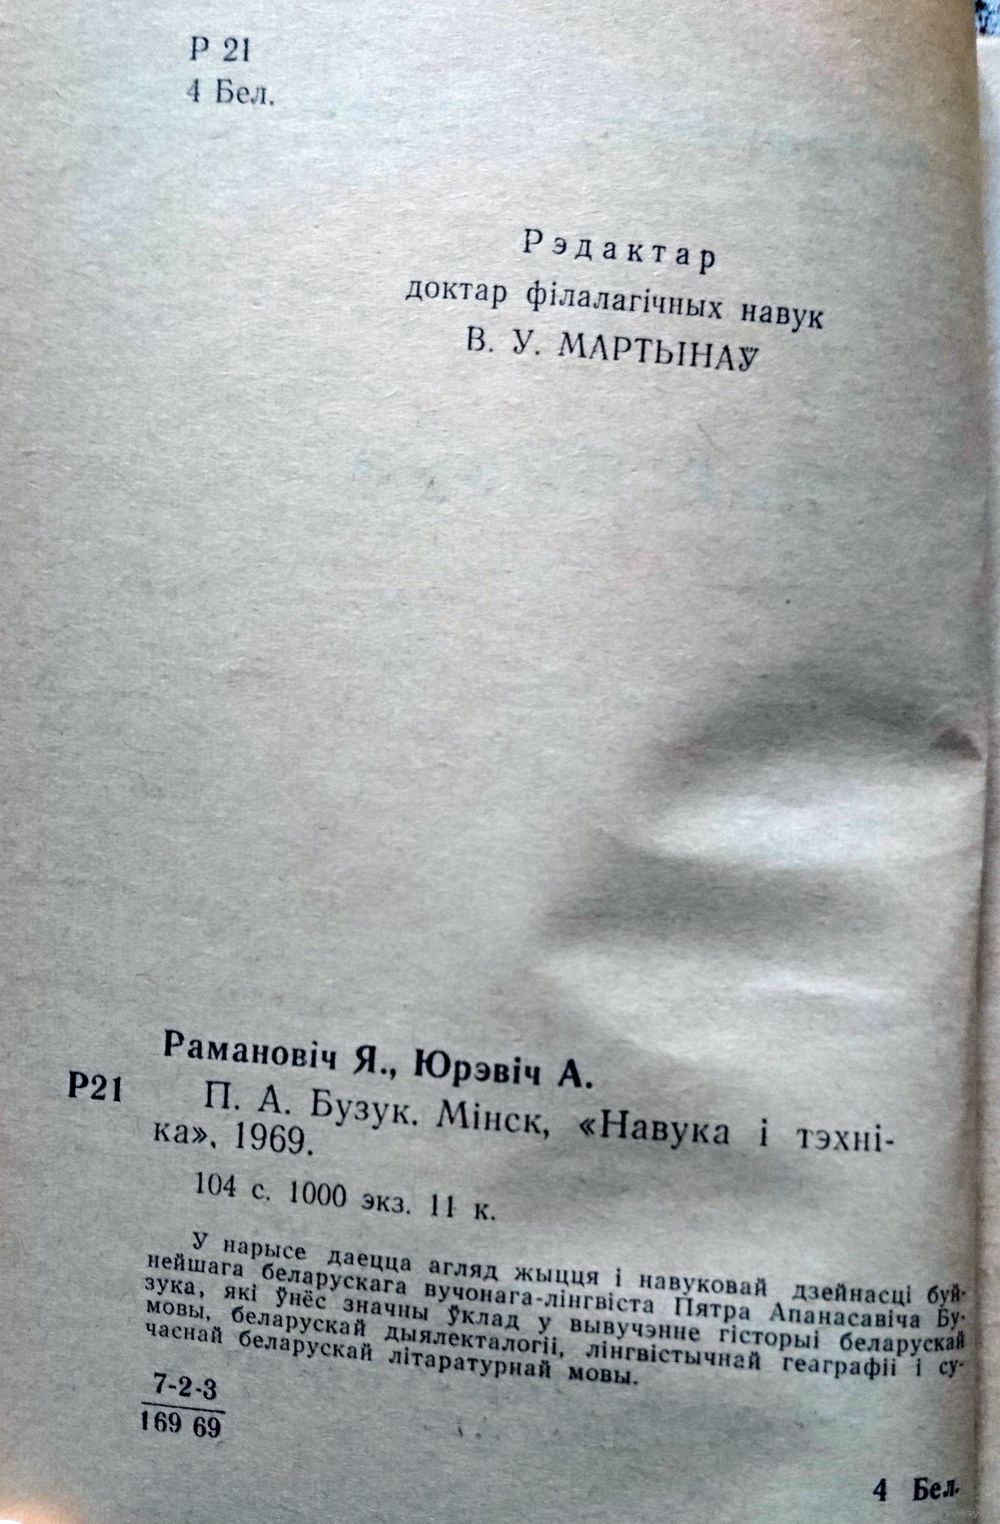 Р 21
4 Бел.
Рэдактар
доктар філалагічных навук
В. У. МАРТЫНАЎ
Рамановіч Я., Юрэвіч А.
Р21 П. А. Бузук. Мінск, «Навука і тэхні-
ка», 1969.
104 с. 1000 экз. 11 к.
У нарысе даецца агляд жыцця і навуковай дзейнасці буй-
нейшага беларускага вучонага-лінгвіста Пятра Апанасавіча Бу-
зука, які ўнёс значны ўклад у вывучэнне гісторыі беларускай
мовы, беларускай дыялекталогіі, лінгвістычнай геаграфіі і су-
часнай беларускай літаратурнай мовы.
7-2-3
169 69
4 Бел.